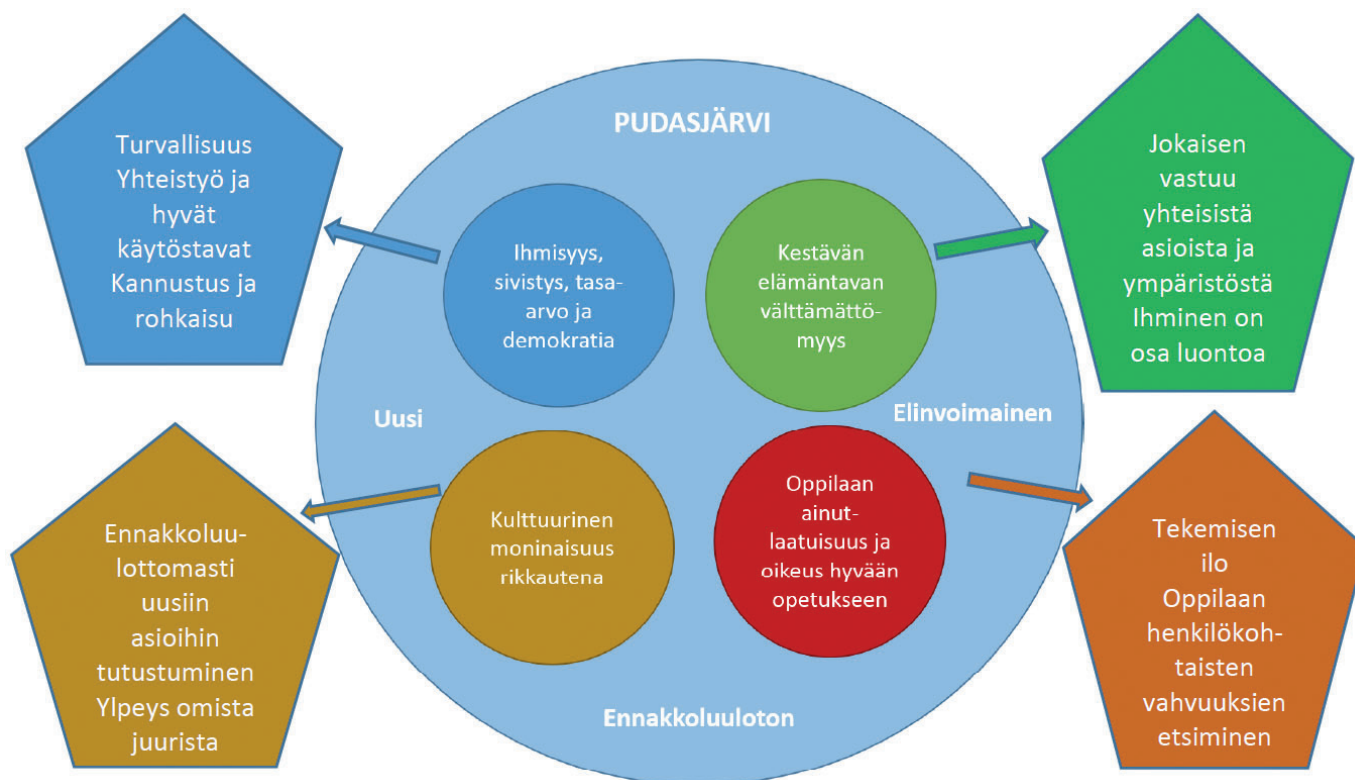 PUDASJÄRVI
Turvallisuus
Yhteistyö ja
hyvät
käytöstavat
Kannustus ja
rohkaisu
Ihmisyys,
sivistys, tasa-
arvo ja
demokratia
Kestävän
elämäntavan
välttämättö-
myys
Jokaisen
vastuu
yhteisistä
asioista ja
ympäristöstä
Ihminen on
osa luontoa
Uusi
Elinvoimainen
Ennakkoluu-
lottomasti
uusiin
asioihin
tutustuminen
Ylpeys omista
juurista
Kulttuurinen
moninaisuus
rikkautena
Oppilaan
ainut-
laatuisuus ja
oikeus hyvään
opetukseen
Tekemisen
ilo
Oppilaan
henkilökoh-
taisten
vahvuuksien
etsiminen
Ennakkoluuloton